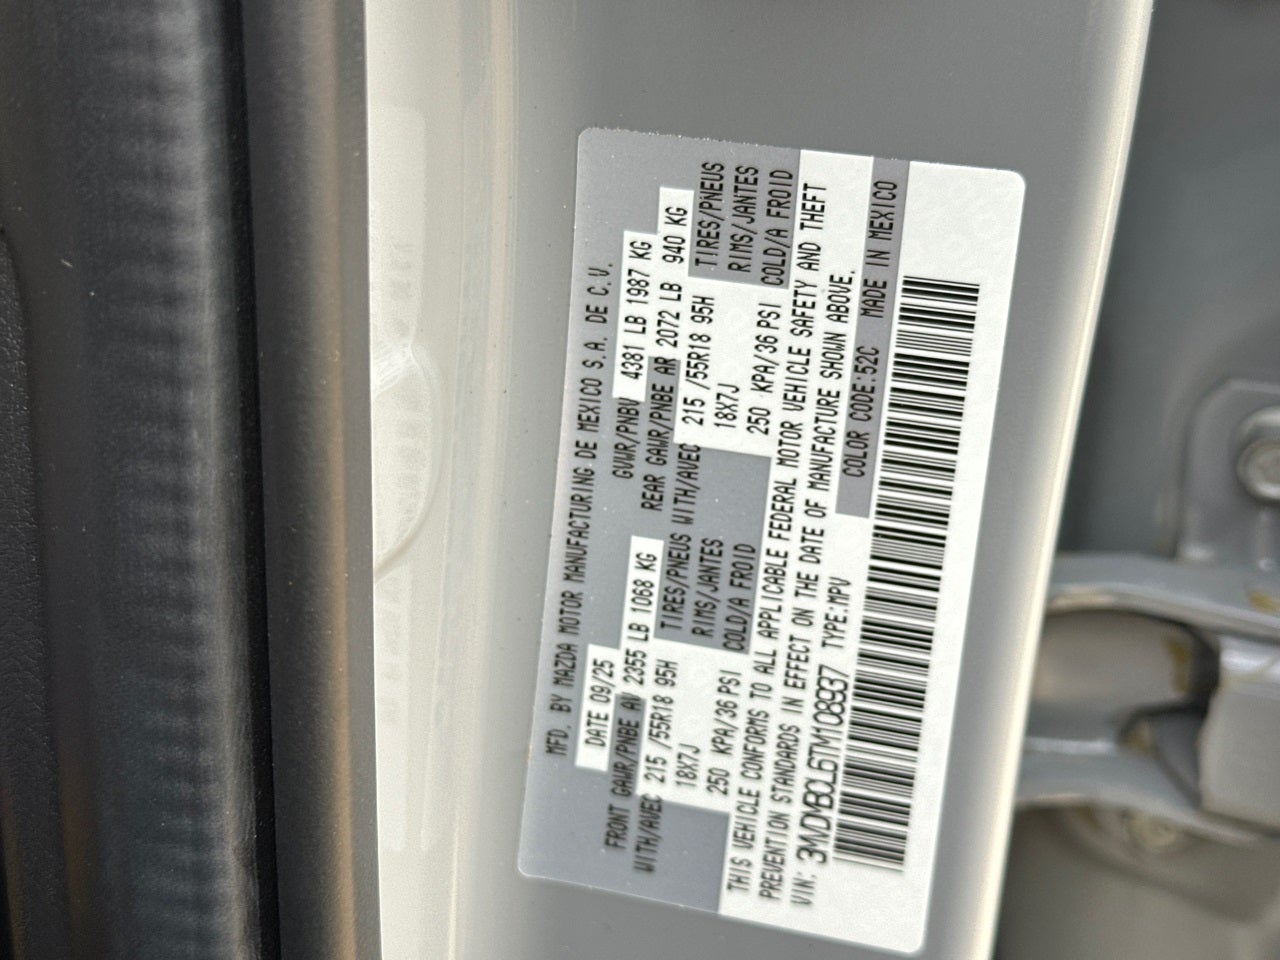 MFD. BY MAZDA MOTOR MANUFACTURING DE MEXICO S.A. DE C.V.
DATE 09/25 GVWR/PNBV 4381 LB 1987 KG
FRONT GAWR/PNBE AV 2355 LB 1068 KG REAR GAWR/PNBE AR 2072 LB 940 KG
WITH/AVEC 215 /55R18 95H TIRES/PNEUS WITH/AVEC 215 /55R18 95H TIRES/PNEUS
18X7J RIMS/JANTES 18X7J RIMS/JANTES
250 KPA/36 PSI COLD/A FROID 250 KPA/36 PSI COLD/A FROID
THIS VEHICLE CONFORMS TO ALL APPLICABLE FEDERAL MOTOR VEHICLE SAFETY AND THEFT
PREVENTION STANDARDS IN EFFECT ON THE DATE OF MANUFACTURE SHOWN ABOVE.
VIN: 3MVDMBCL6TM108937 TYPE:MPV COLOR CODE:52C MADE IN MEXICO